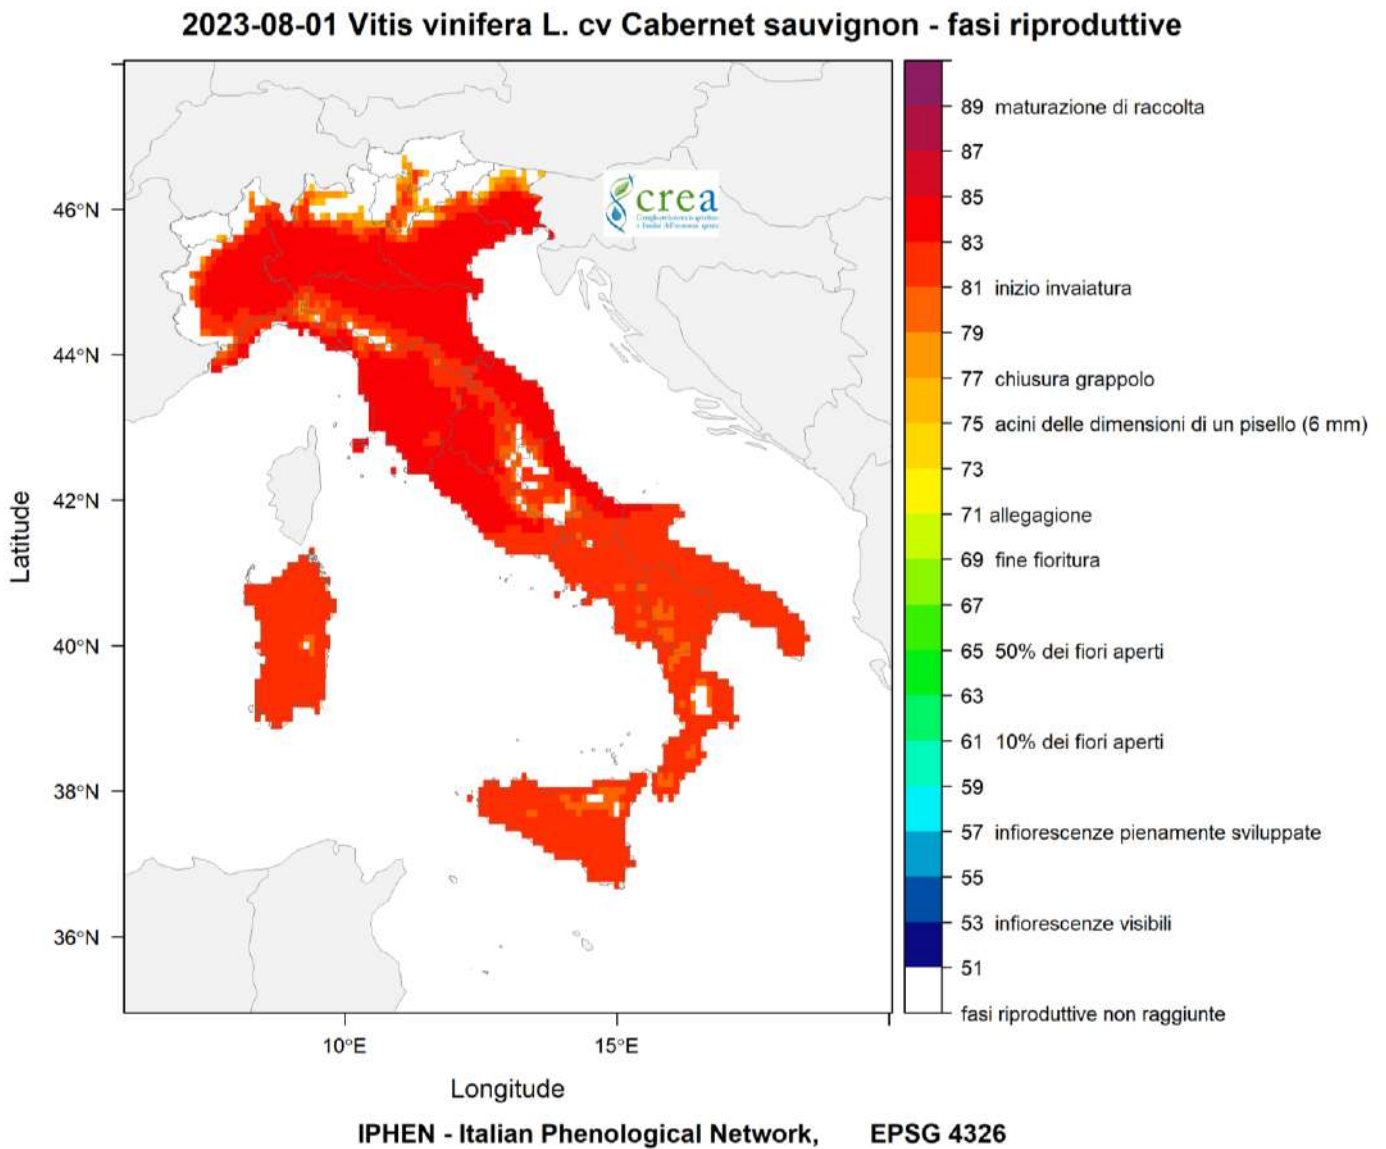 2023-08-01 Vitis vinifera L. cv Cabernet sauvignon - fasi riproduttive
crea
46°N
44°N
42°N
40°N
38°N
36°N
Latitude
10°E
15°E
Longitude
89 maturazione di raccolta
87
85
83
81 inizio invaiatura
79
77 chiusura grappolo
75 acini delle dimensioni di un pisello (6 mm)
73
71 allegagione
69 fine fioritura
67
65 50% dei fiori aperti
63
61 10% dei fiori aperti
59
57 infiorescenze pienamente sviluppate
55
53 infiorescenze visibili
51
fasi riproduttive non raggiunte
IPHEN - Italian Phenological Network, EPSG 4326